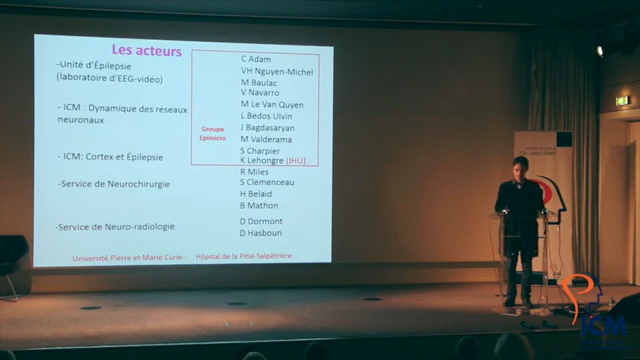 Les acteurs
-Unité d'Épilepsie
(laboratoire d'EEG-vidéo)
- ICM : Dynamique des réseaux
neuronaux
- ICM: Cortex et Épilepsie
-Service de Neurochirurgie
-Service de Neuro-radiologie
Groupe
Épimicro
C Adam
VH Nguyen-Michel
M Baulac
V Navarro
M Le Van Quyen
L Bedos Ulvin
J Bagdasaryan
M Valderama
S Charpier
K Lehongre (IHU)
R Miles
S Clemenceau
H Belaid
B Mathon
D Dormont
D Hasboun
Université Pierre et Marie Curie - Hôpital de la Pitié-Salpêtrière
ICM